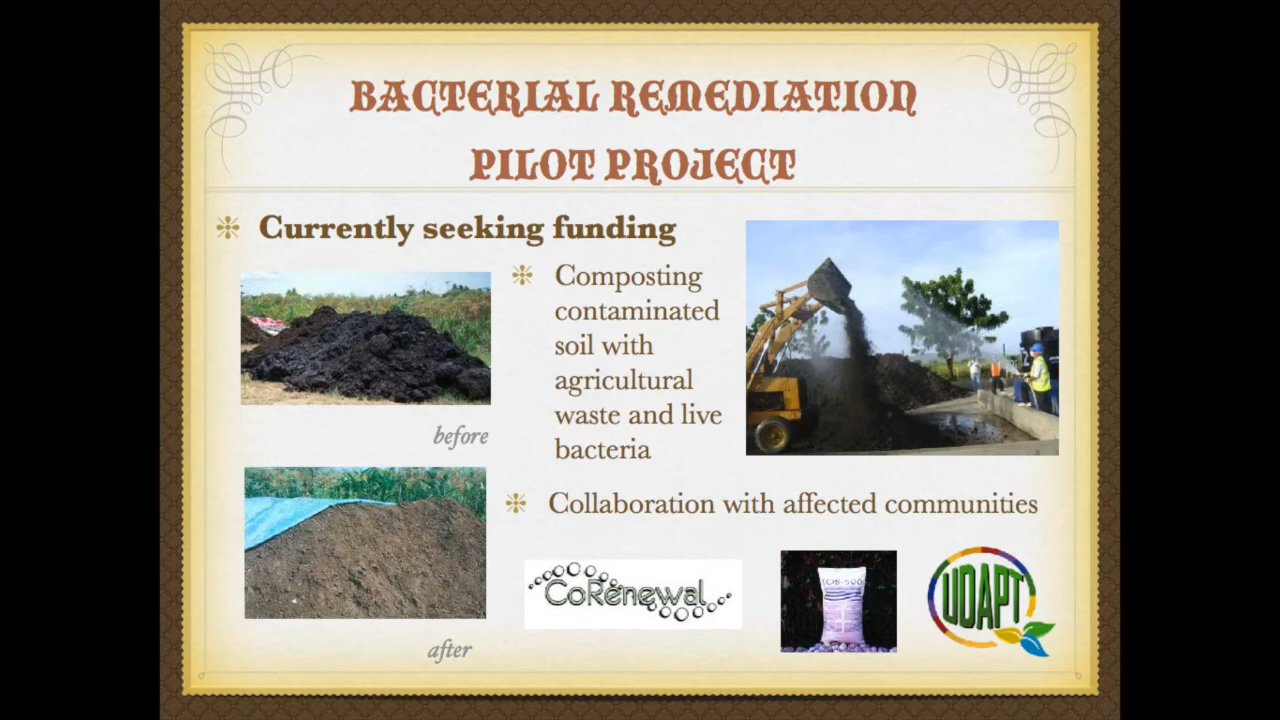 BACTERIAL REMEDIATION
PILOT PROJECT
Currently seeking funding
Composting
contaminated
soil with
agricultural
waste and live
bacteria
before
Collaboration with affected communities
CoRenewal
UDAPT
after